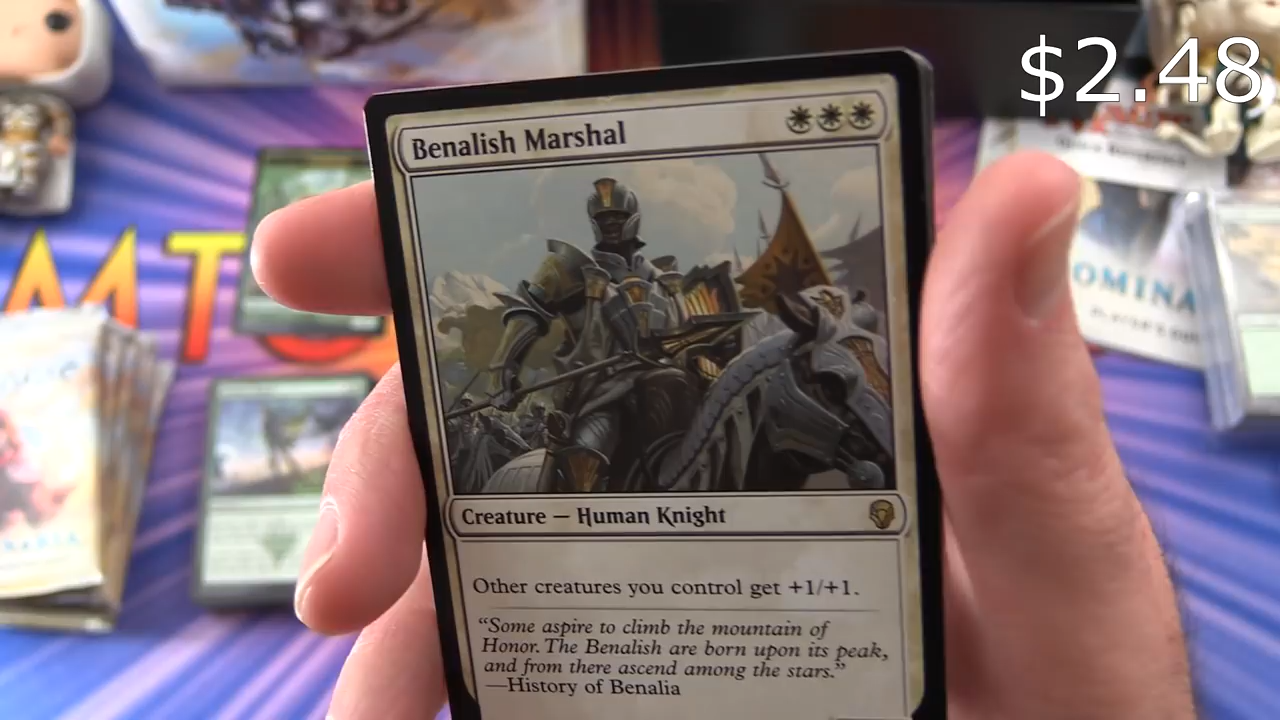 $2.48
Benalish Marshal
MT
OMINA
Creature — Human Knight
Other creatures you control get +1/+1.
“Some aspire to climb the mountain of
Honor. The Benalish are born upon its peak,
and from there ascend among the stars.”
—History of Benalia